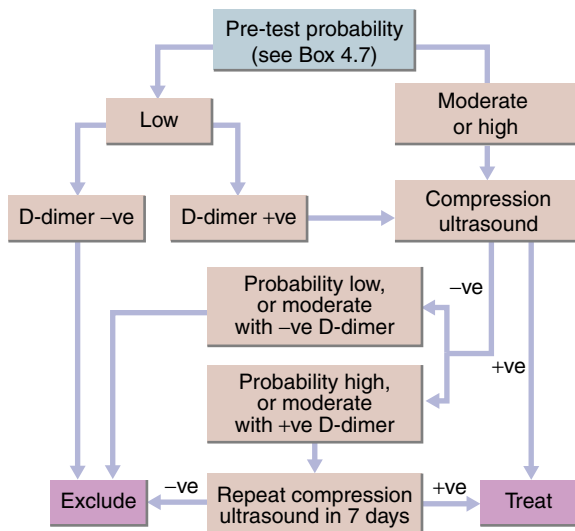 Pre-test probability
(see Box 4.7)
Low
Moderate
or high
D-dimer –ve
D-dimer +ve
Compression
ultrasound
–ve
Probability low,
or moderate
with –ve D-dimer
+ve
Probability high,
or moderate
with +ve D-dimer
Exclude
–ve
Repeat compression
ultrasound in 7 days
+ve
Treat